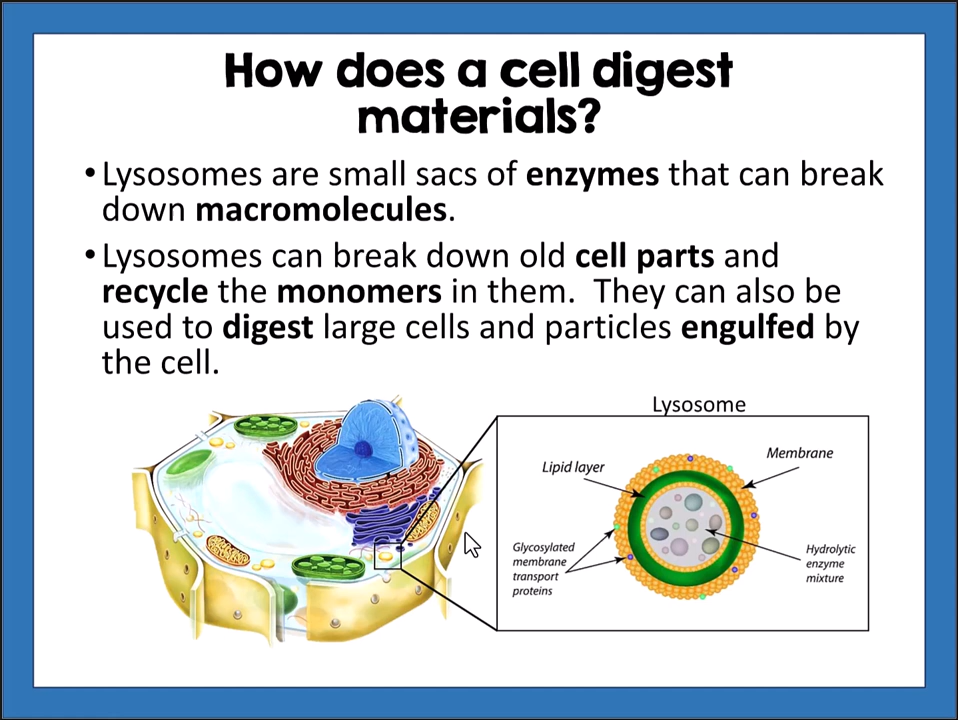 How does a cell digest
materials?
•Lysosomes are small sacs of enzymes that can break
down macromolecules.
•Lysosomes can break down old cell parts and
recycle the monomers in them.  They can also be
used to digest large cells and particles engulfed by
the cell.
Lysosome
Membrane
Lipid layer
Glycosylated
membrane
transport
proteins
Hydrolytic
enzyme
mixture